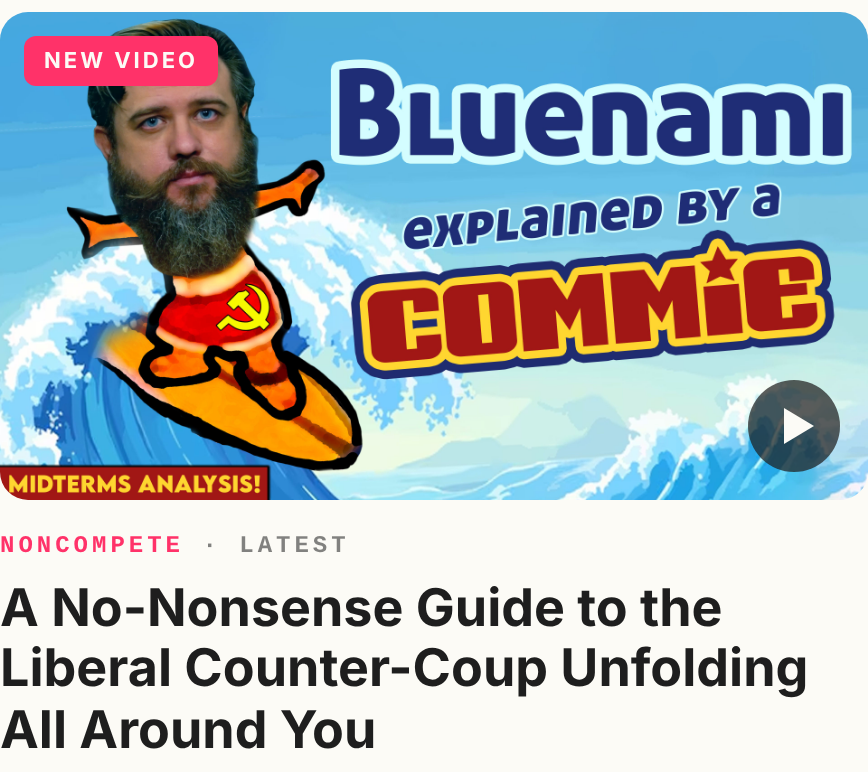 NEW VIDEO
Bluenami
explained by a
COMMiE
MIDTERMS ANALYSIS!
NONCOMPETE · LATEST
A No-Nonsense Guide to the
Liberal Counter-Coup Unfolding
All Around You